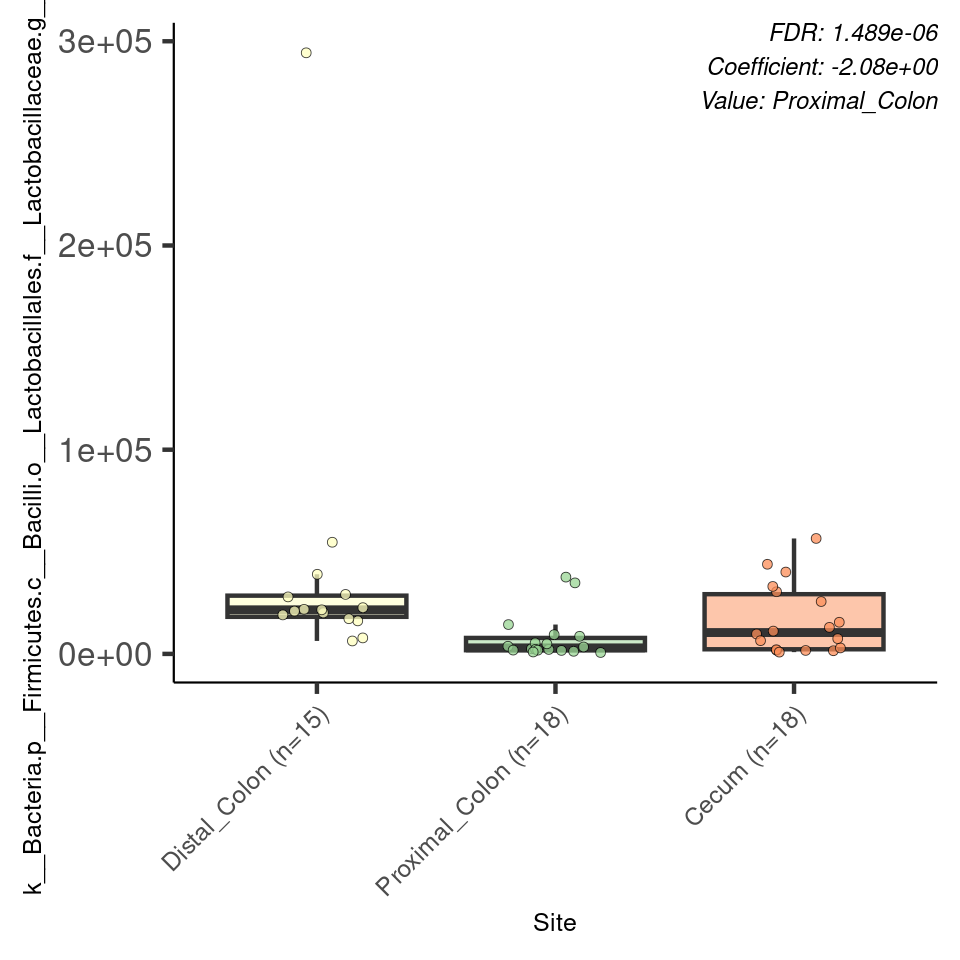 FDR: 1.489e-06
Coefficient: -2.08e+00
Value: Proximal_Colon
k__Bacteria.p__Firmicutes.c__Bacilli.o__Lactobacillales.f__Lactobacillaceae.g_
3e+05
2e+05
1e+05
0e+00
Distal_Colon (n=15)
Proximal_Colon (n=18)
Cecum (n=18)
Site